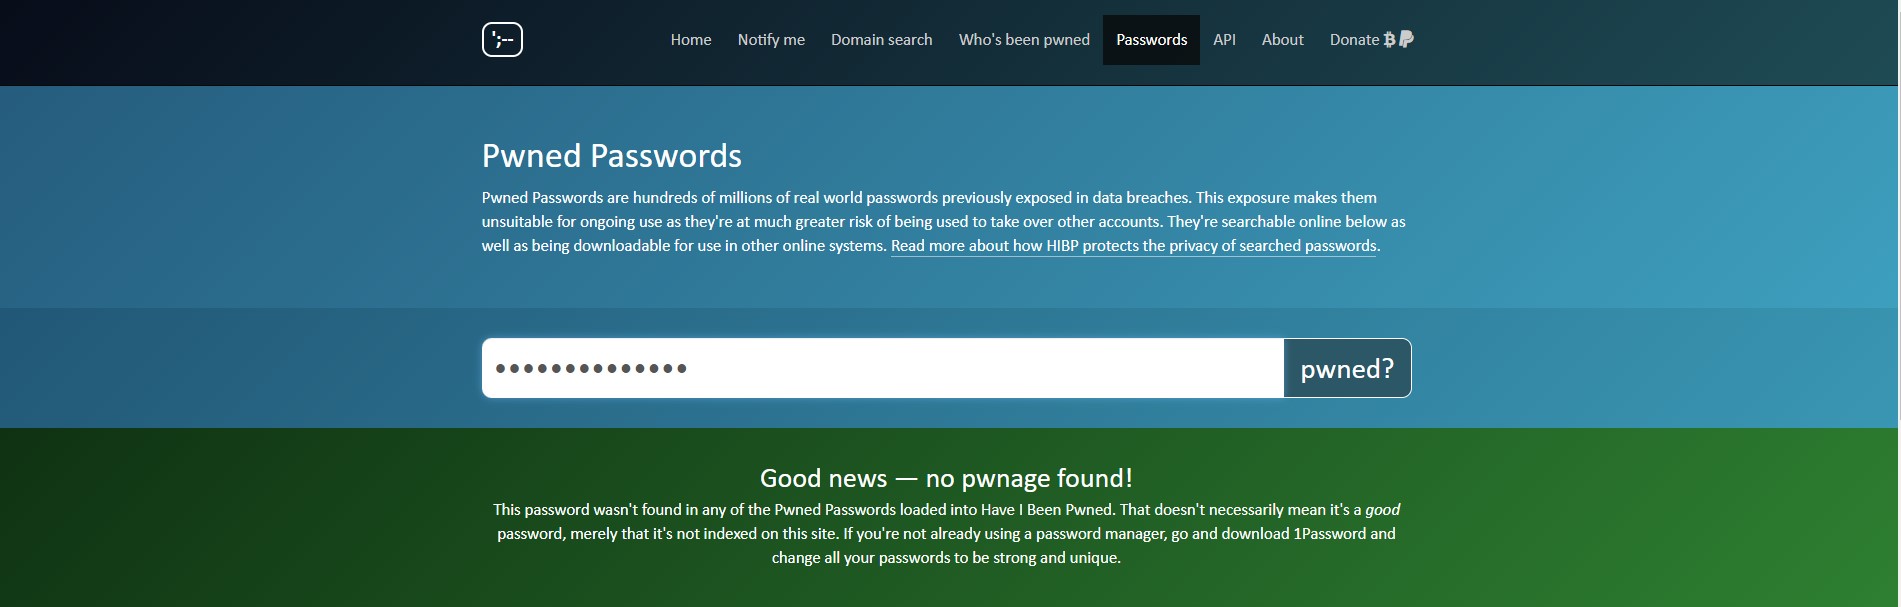 ';--
Home Notify me Domain search Who's been pwned Passwords API About Donate
Pwned Passwords
Pwned Passwords are hundreds of millions of real world passwords previously exposed in data breaches. This exposure makes them
unsuitable for ongoing use as they're at much greater risk of being used to take over other accounts. They're searchable online below as
well as being downloadable for use in other online systems. Read more about how HIBP protects the privacy of searched passwords.
••••••••••••••
pwned?
Good news — no pwnage found!
This password wasn't found in any of the Pwned Passwords loaded into Have I Been Pwned. That doesn't necessarily mean it's a good
password, merely that it's not indexed on this site. If you're not already using a password manager, go and download 1Password and
change all your passwords to be strong and unique.